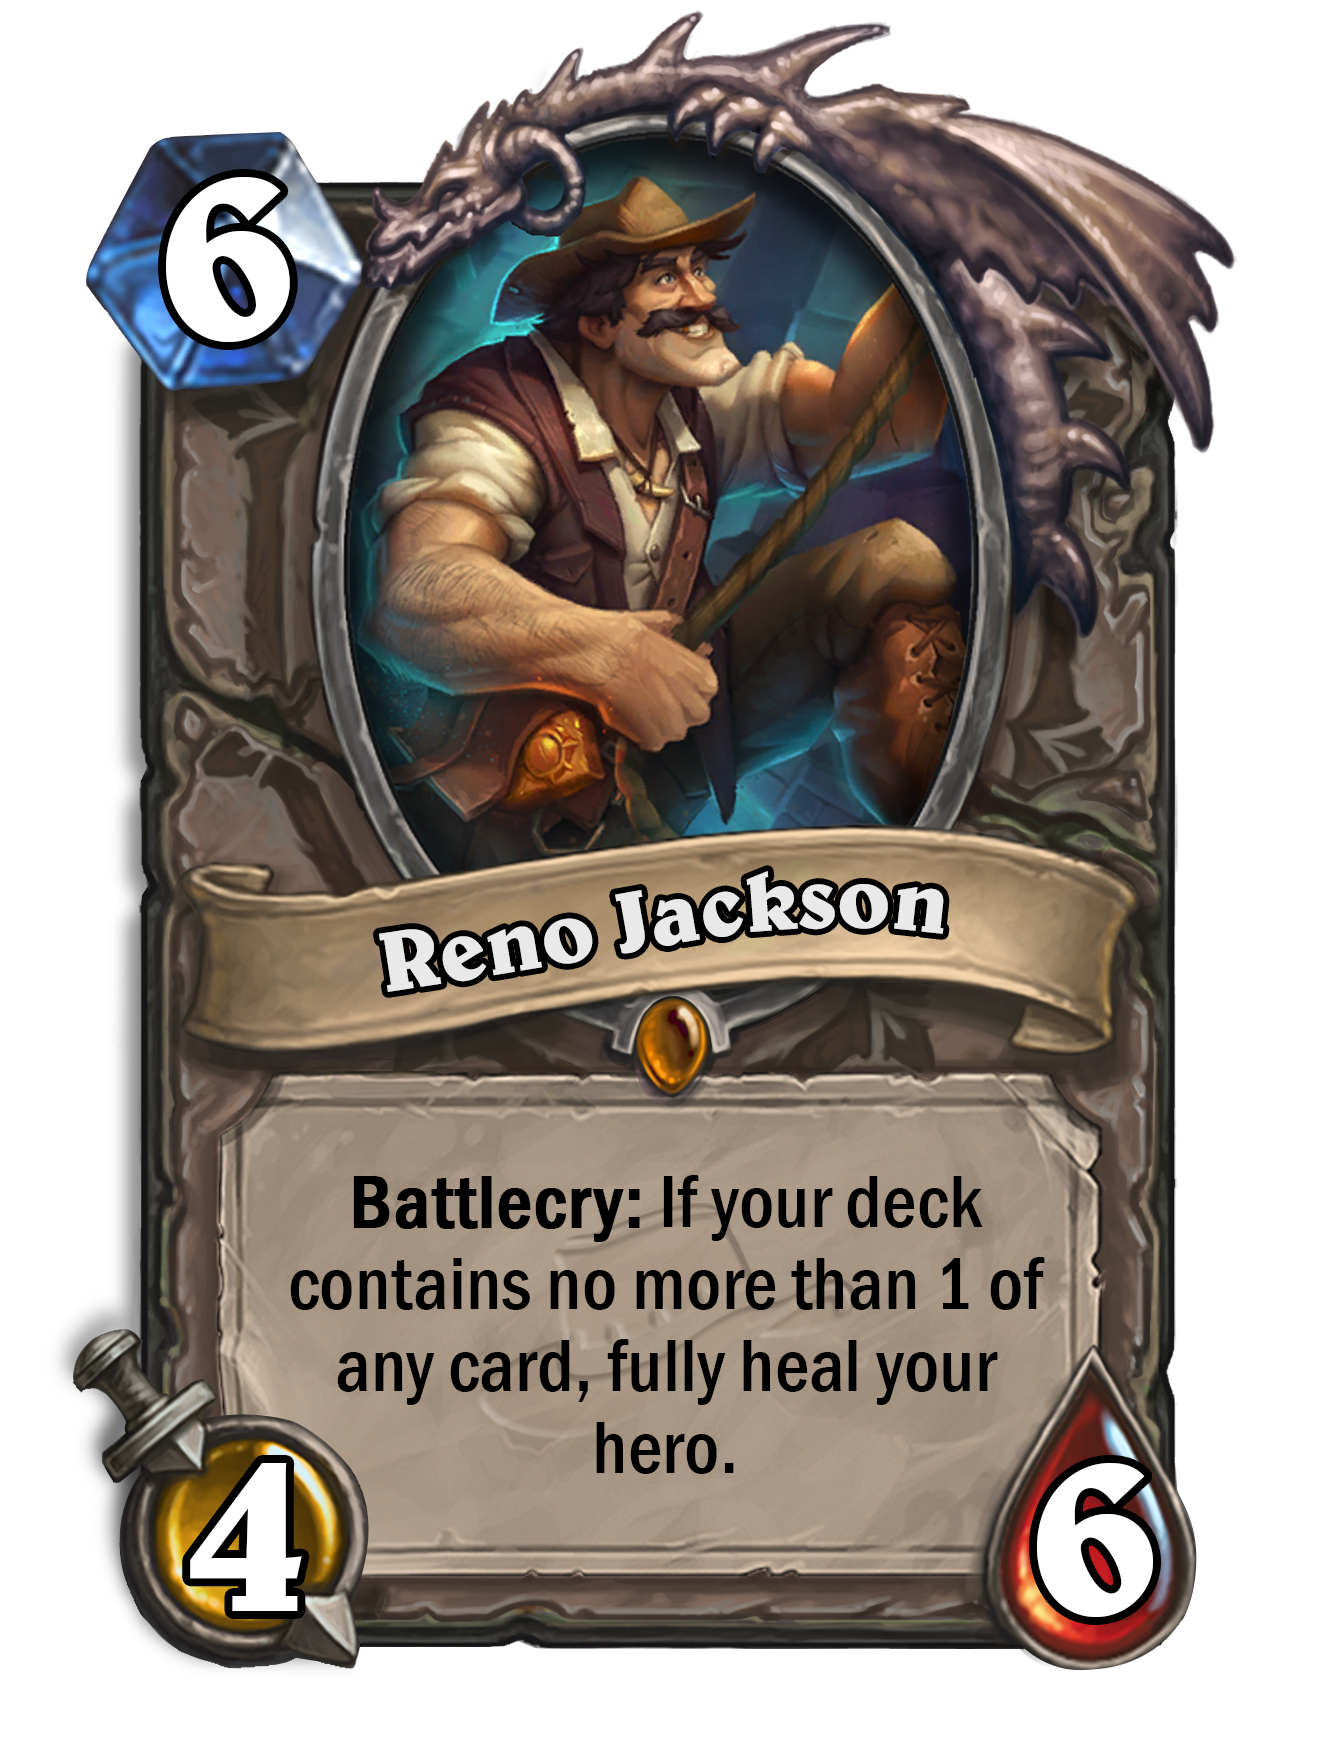 6
Reno Jackson
Battlecry: If your deck
contains no more than 1 of
any card, fully heal your
hero.
4
6